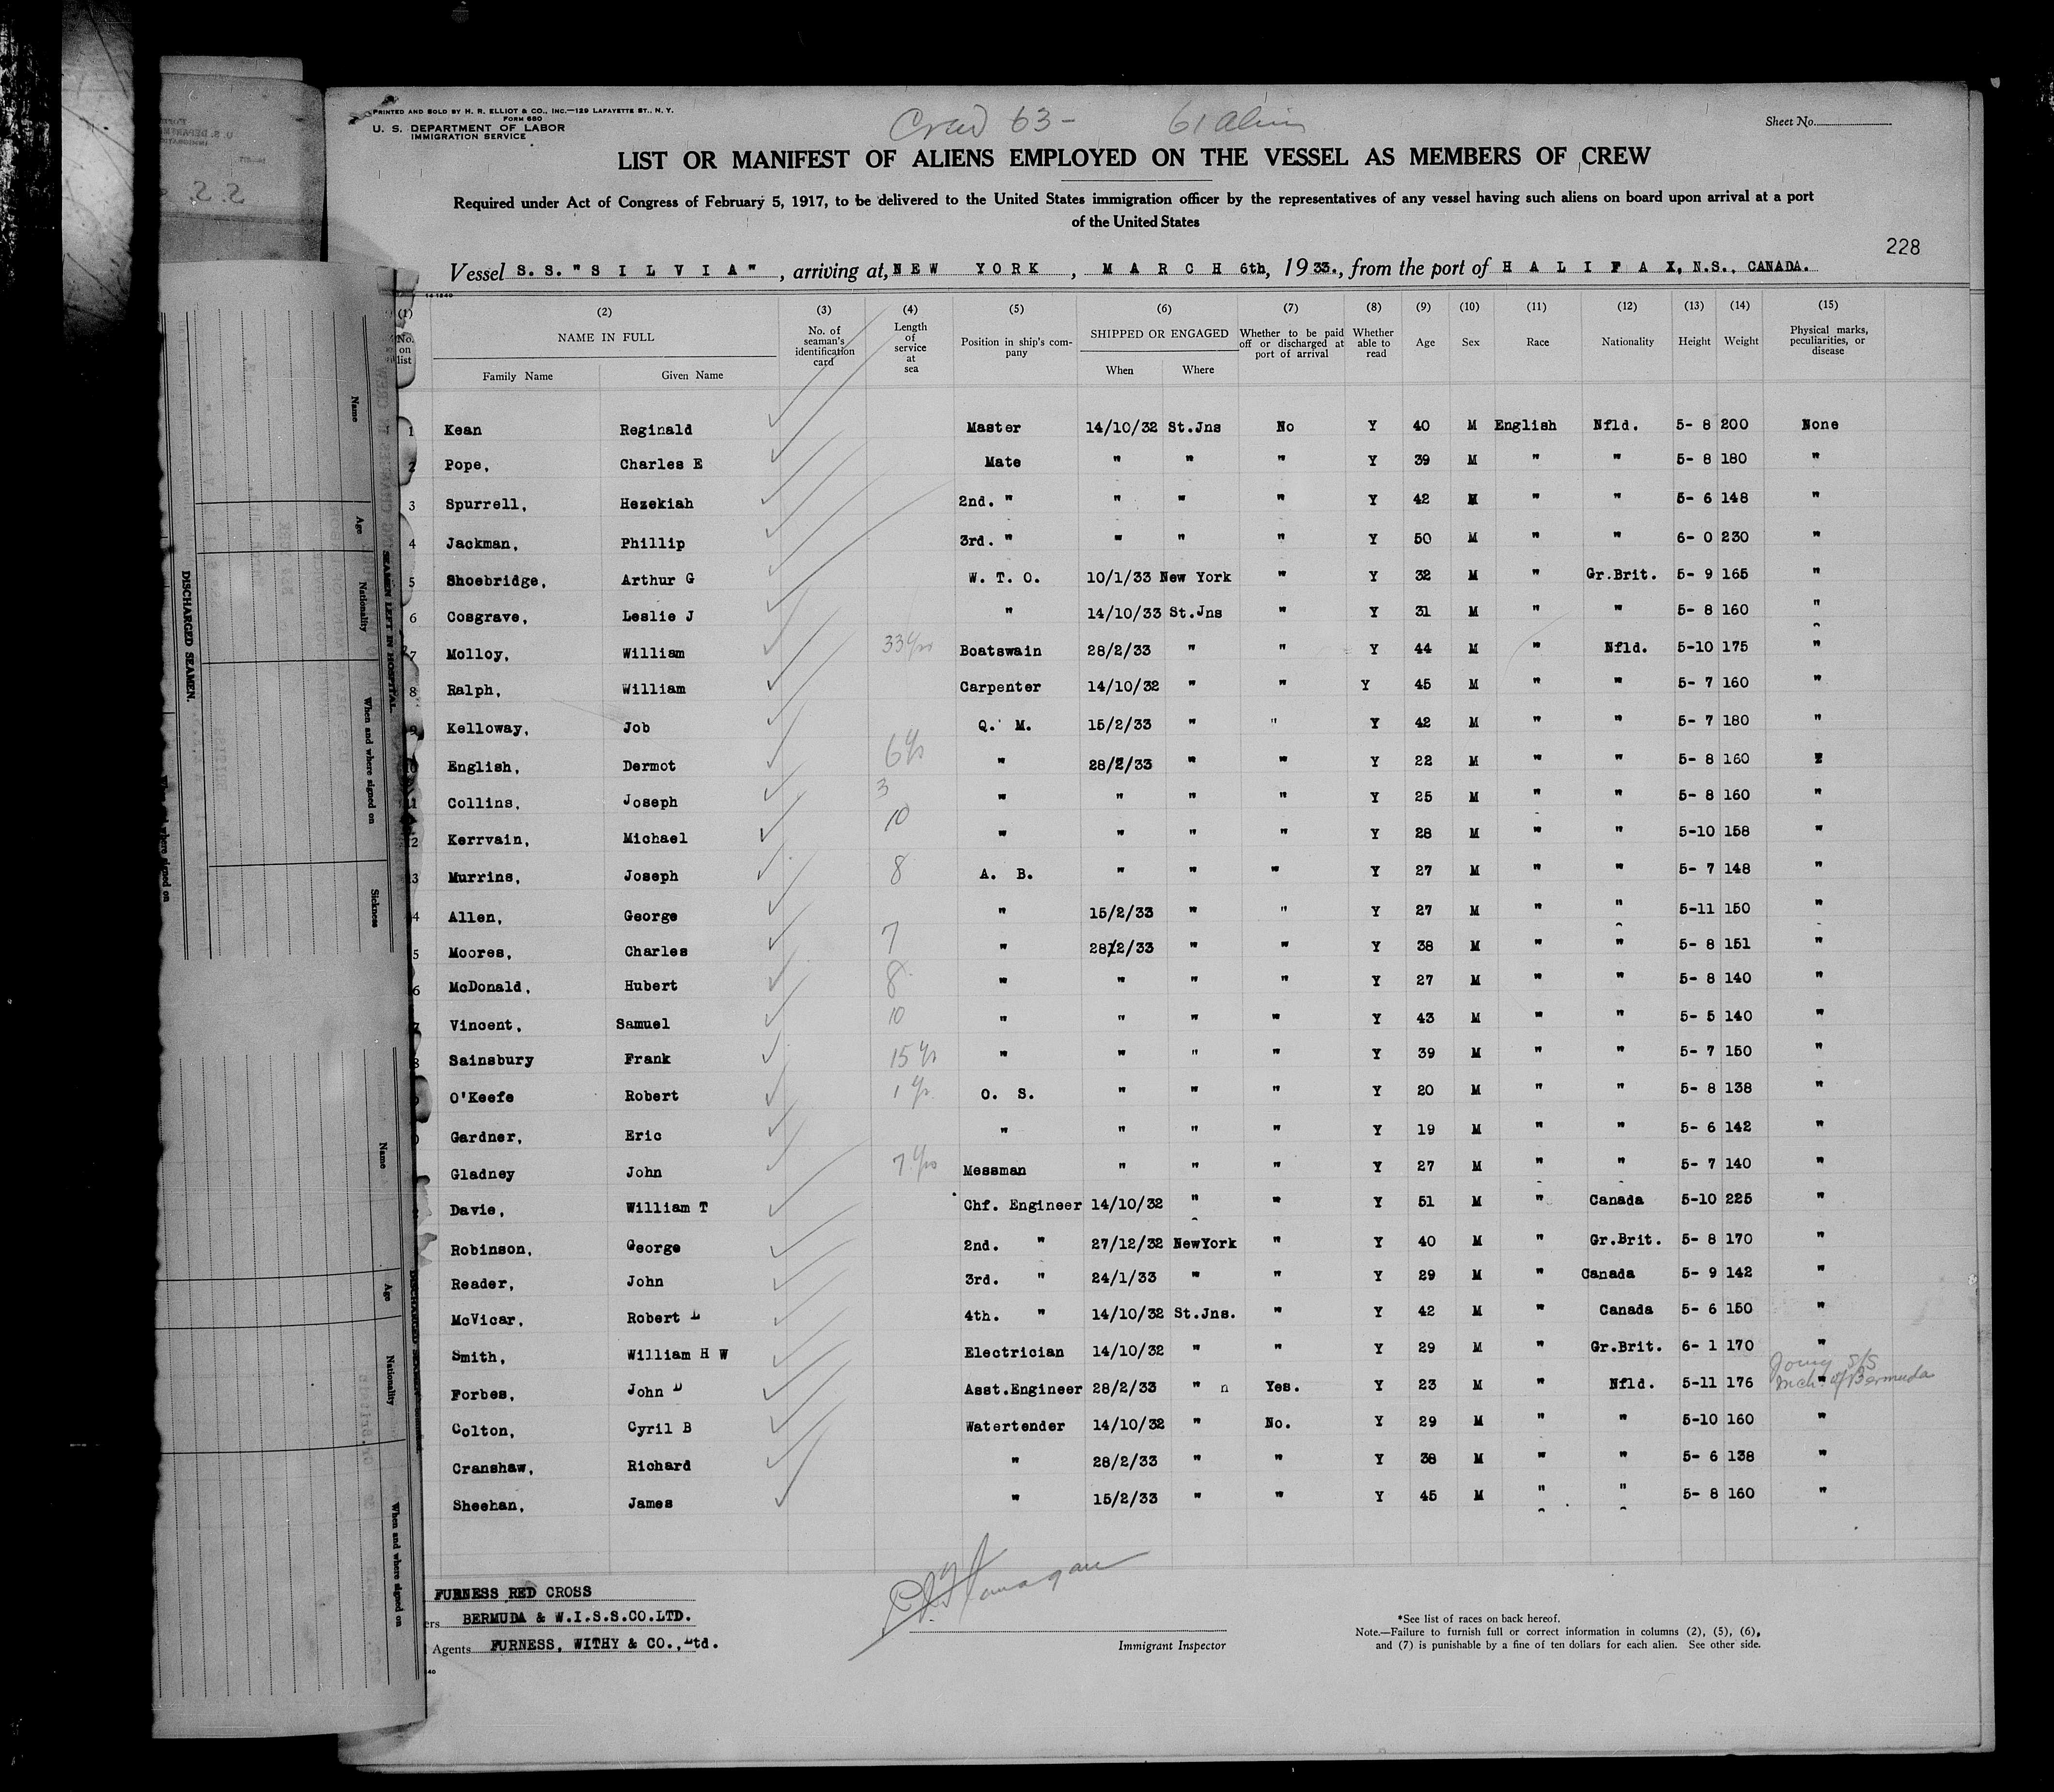 PRINTED AND SOLD BY H. R. ELLIOT & CO., INC.—129 LAFAYETTE ST., N. Y.
FORM 680
U. S. DEPARTMENT OF LABOR
IMMIGRATION SERVICE
Crew 63 - 61 Aliens
Sheet No.
LIST OR MANIFEST OF ALIENS EMPLOYED ON THE VESSEL AS MEMBERS OF CREW
Required under Act of Congress of February 5, 1917, to be delivered to the United States immigration officer by the representatives of any vessel having such aliens on board upon arrival at a port
of the United States
228
Vessel S. S. "S I L V I A", arriving at, NEW YORK, MARCH 6th, 1933., from the port of H A L I F A X, N.S., CANADA.
(1) (2) (3) (4) (5) (6) (7) (8) (9) (10) (11) (12) (13) (14) (15)
No. on list NAME IN FULL Family Name Given Name No. of seaman's identification card Length of service at sea Position in ship's company SHIPPED OR ENGAGED When Where Whether to be paid off or discharged at port of arrival Whether able to read Age Sex Race Nationality Height Weight Physical marks, peculiarities, or disease
1 Kean Reginald Master 14/10/32 St.Jns No Y 40 M English Nfld. 5- 8 200 None
2 Pope, Charles E Mate " " " Y 39 M " " 5- 8 180 "
3 Spurrell, Hezekiah 2nd. " " " " Y 42 M " " 5- 6 148 "
4 Jackman, Phillip 3rd. " " " " Y 50 M " " 6- 0 230 "
5 Shoebridge, Arthur G W. T. O. 10/1/33 New York " Y 32 M " Gr.Brit. 5- 9 165 "
6 Cosgrave, Leslie J " 14/10/33 St.Jns Y 31 M " " 5- 8 160 "
7 Molloy, William 33 yrs Boatswain 28/2/33 " " Y 44 M " Nfld. 5-10 175 "
8 Ralph, William Carpenter 14/10/32 " " Y 45 M " " 5- 7 160 "
9 Kelloway, Job Q. M. 15/2/33 " " Y 42 M " " 5- 7 180 "
10 English, Dermot 6 yrs " 28/2/33 " " Y 22 M " " 5- 8 160 "
11 Collins, Joseph 3 " " " " Y 25 M " " 5- 8 160 "
12 Kerrvain, Michael 10 " " " " Y 28 M " " 5-10 158 "
3 Murrins, Joseph 8 A. B. " " " Y 27 M " " 5- 7 148 "
4 Allen, George " 15/2/33 " " Y 27 M " " 5-11 150 "
5 Moores, Charles 7 " 28/2/33 " " Y 38 M " " 5- 8 151 "
6 McDonald, Hubert 8 " " " " Y 27 M " " 5- 8 140 "
7 Vincent, Samuel 10 " " " " Y 43 M " " 5- 5 140 "
8 Sainsbury Frank 15 yrs " " " " Y 39 M " " 5- 7 150 "
O'Keefe Robert 1 yr. O. S. " " " Y 20 M " " 5- 8 138 "
Gardner, Eric " " " " Y 19 M " " 5- 6 142 "
Gladney John 7 yrs Messman " " " Y 27 M " " 5- 7 140 "
Davie, William T Chf. Engineer 14/10/32 " " Y 51 M " Canada 5-10 225 "
Robinson, George 2nd. " 27/12/32 NewYork " Y 40 M " Gr.Brit. 5- 8 170 "
Reader, John 3rd. " 24/1/33 " " Y 29 M " Canada 5- 9 142 "
McVicar, Robert L 4th. " 14/10/32 St.Jns. " Y 42 M " Canada 5- 6 150 "
Smith, William H W Electrician 14/10/32 " " Y 29 M " Gr.Brit. 6- 1 170 "
Forbes, John D Asst.Engineer 28/2/33 " n Yes. Y 23 M " Nfld. 5-11 176 " of Bermuda
Colton, Cyril B Watertender 14/10/32 " No. Y 29 M " " 5-10 160 "
Cranshaw, Richard " 28/2/33 " " Y 38 M " " 5- 6 138 "
Sheehan, James " 15/2/33 " " Y 45 M " " 5- 8 160 "
FURNESS RED CROSS
ers BERMUDA & W.I.S.S.CO.LTD.
Agents FURNESS, WITHY & CO., Ltd.
Immigrant Inspector
*See list of races on back hereof.
Note.—Failure to furnish full or correct information in columns (2), (5), (6),
and (7) is punishable by a fine of ten dollars for each alien. See other side.
DISCHARGED SEAMEN.
SEAMEN LEFT IN HOSPITAL.
Name Age Nationality When and where signed on Sickness
Name Age Nationality When and where signed on